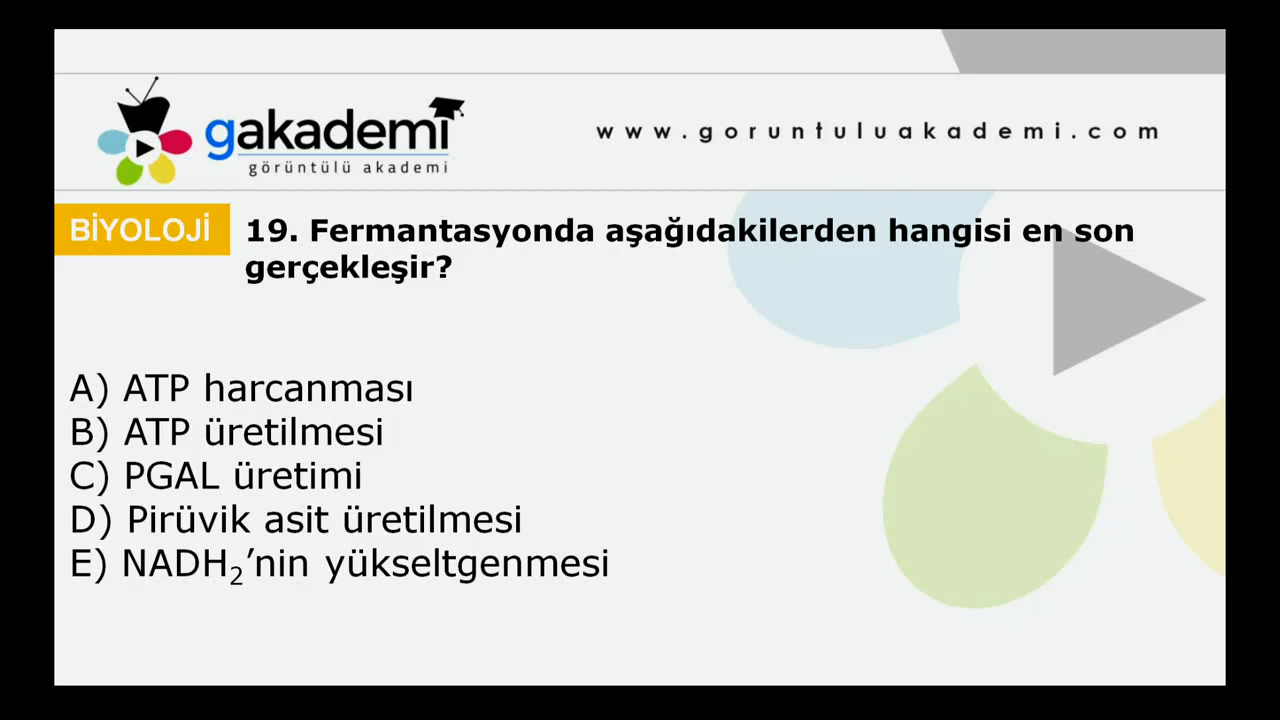 gakademi
görüntülü akademi
www.goruntuluakademi.com
BİYOLOJİ
19. Fermantasyonda aşağıdakilerden hangisi en son
gerçekleşir?
A) ATP harcanması
B) ATP üretilmesi
C) PGAL üretimi
D) Pirüvik asit üretilmesi
E) NADH₂’nin yükseltgenmesi